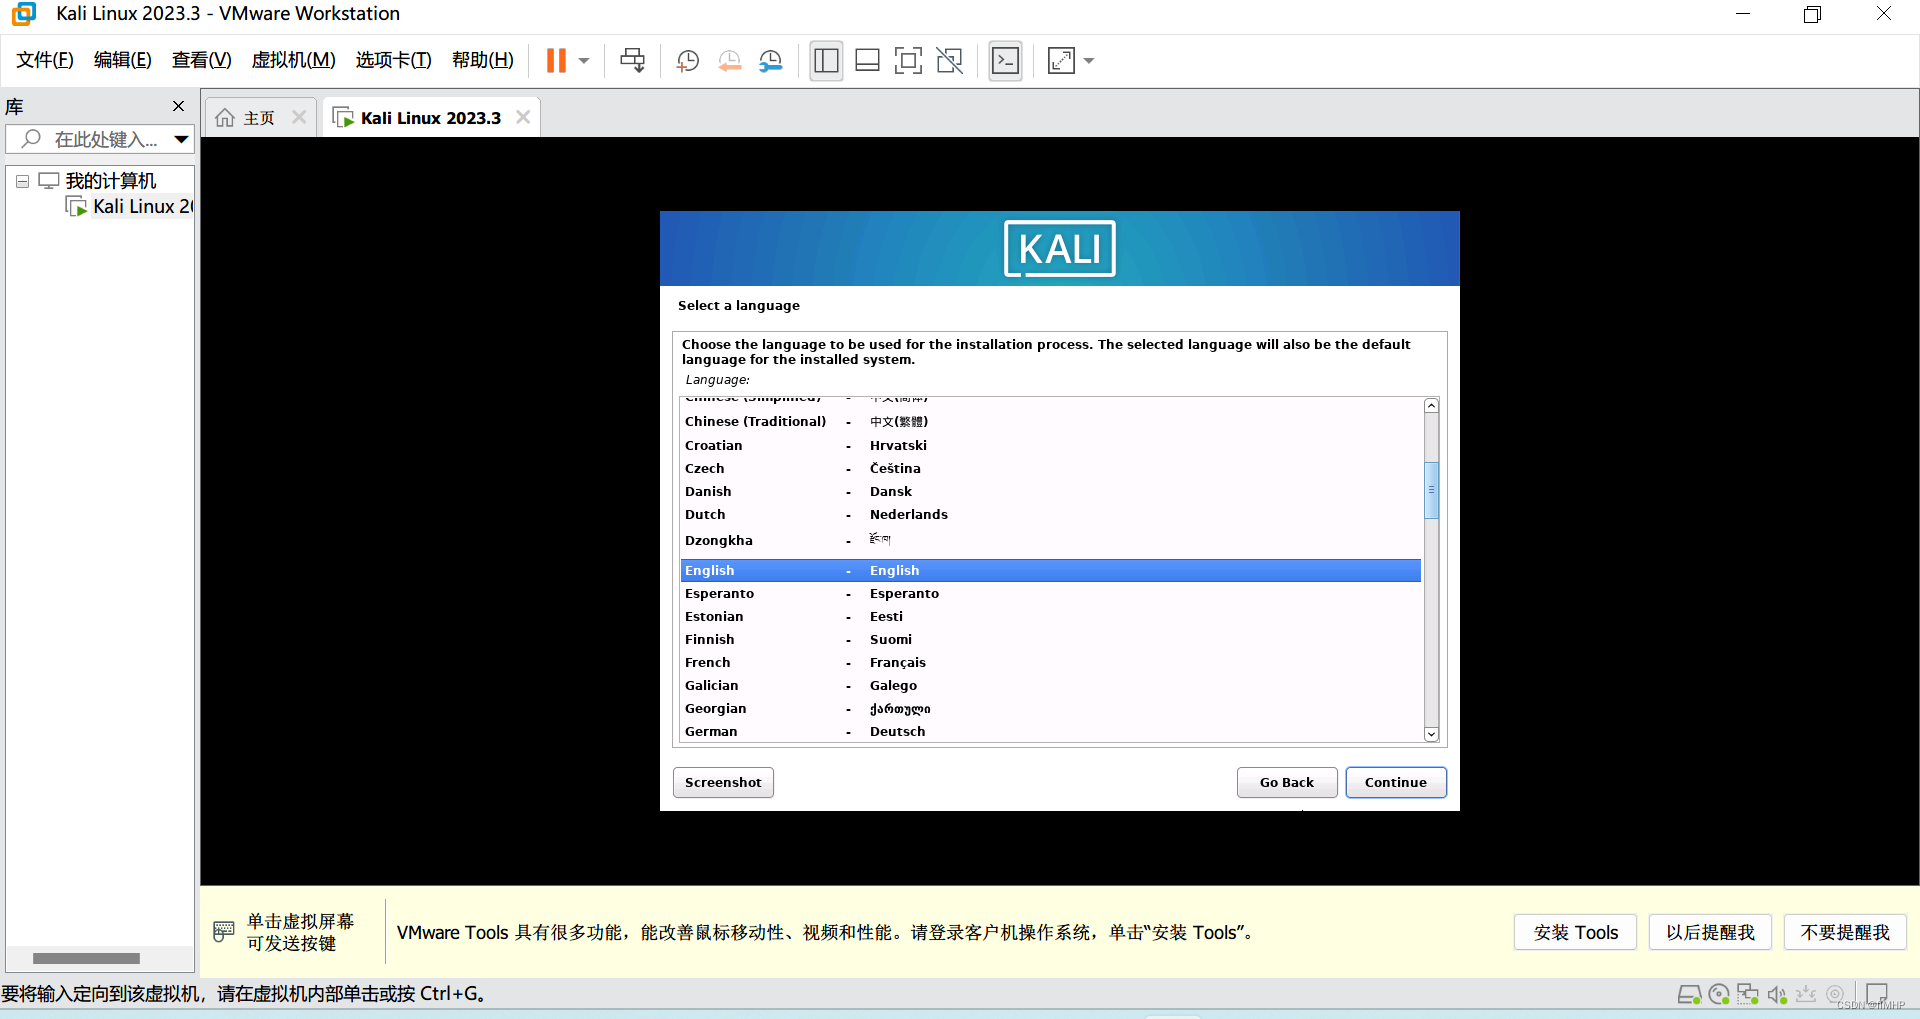 Kali Linux 2023.3 - VMware Workstation
文件(F) 编辑(E) 查看(V) 虚拟机(M) 选项卡(T) 帮助(H)
库
主页
Kali Linux 2023.3
在此处键入...
我的计算机
Kali Linux 20
KALI
Select a language
Choose the language to be used for the installation process. The selected language will also be the default
language for the installed system.
Language:
Chinese (Simplified) - 中文(简体)
Chinese (Traditional) - 中文(繁體)
Croatian - Hrvatski
Czech - Čeština
Danish - Dansk
Dutch - Nederlands
Dzongkha - རྫོང་ཁ།
English - English
Esperanto - Esperanto
Estonian - Eesti
Finnish - Suomi
French - Français
Galician - Galego
Georgian - ქართული
German - Deutsch
Screenshot Go Back Continue
单击虚拟屏幕
可发送按键
VMware Tools 具有很多功能，能改善鼠标移动性、视频和性能。请登录客户机操作系统，单击“安装 Tools”。
安装 Tools 以后提醒我 不要提醒我
要将输入定向到该虚拟机，请在虚拟机内部单击或按 Ctrl+G。